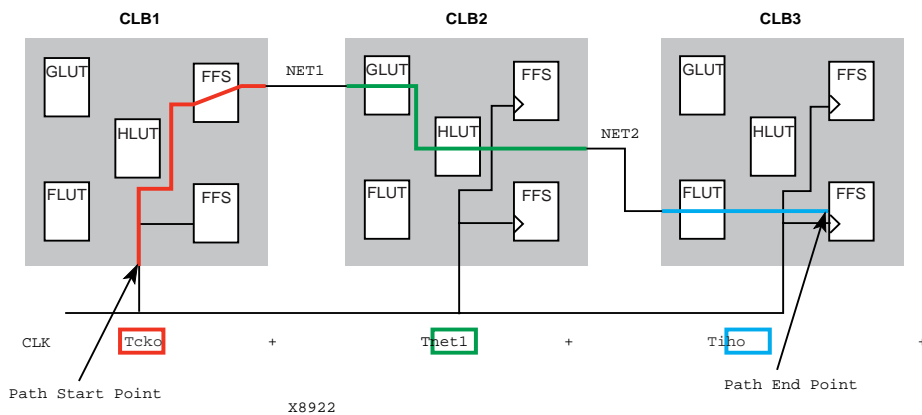 CLB1 CLB2 CLB3
GLUT FFS NET1 GLUT FFS GLUT FFS
HLUT HLUT NET2 HLUT
FLUT FFS FLUT FFS FLUT FFS
CLK Tcko + Tnet1 + Tiho +
Path Start Point Path End Point
X8922